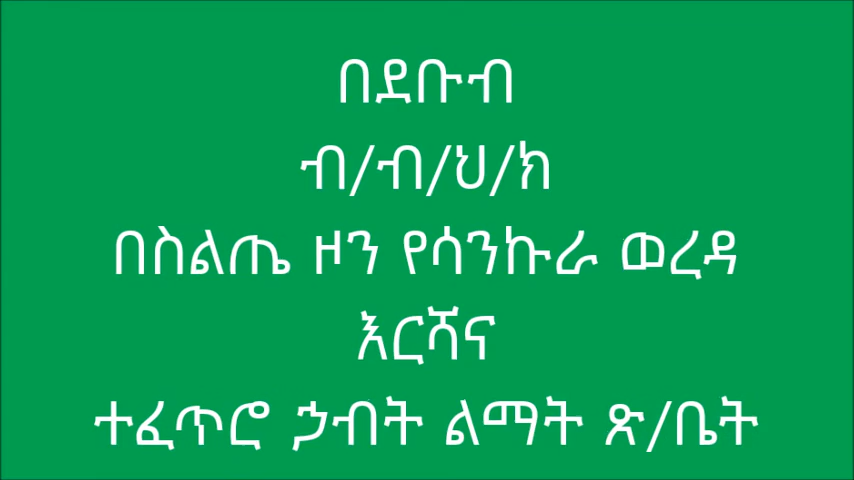 በደቡብ
ብ/ብ/ህ/ክ
በስልጤ ዞን የሳንኩራ ወረዳ
እርሻና
ተፈጥሮ ኃብት ልማት ጽ/ቤት